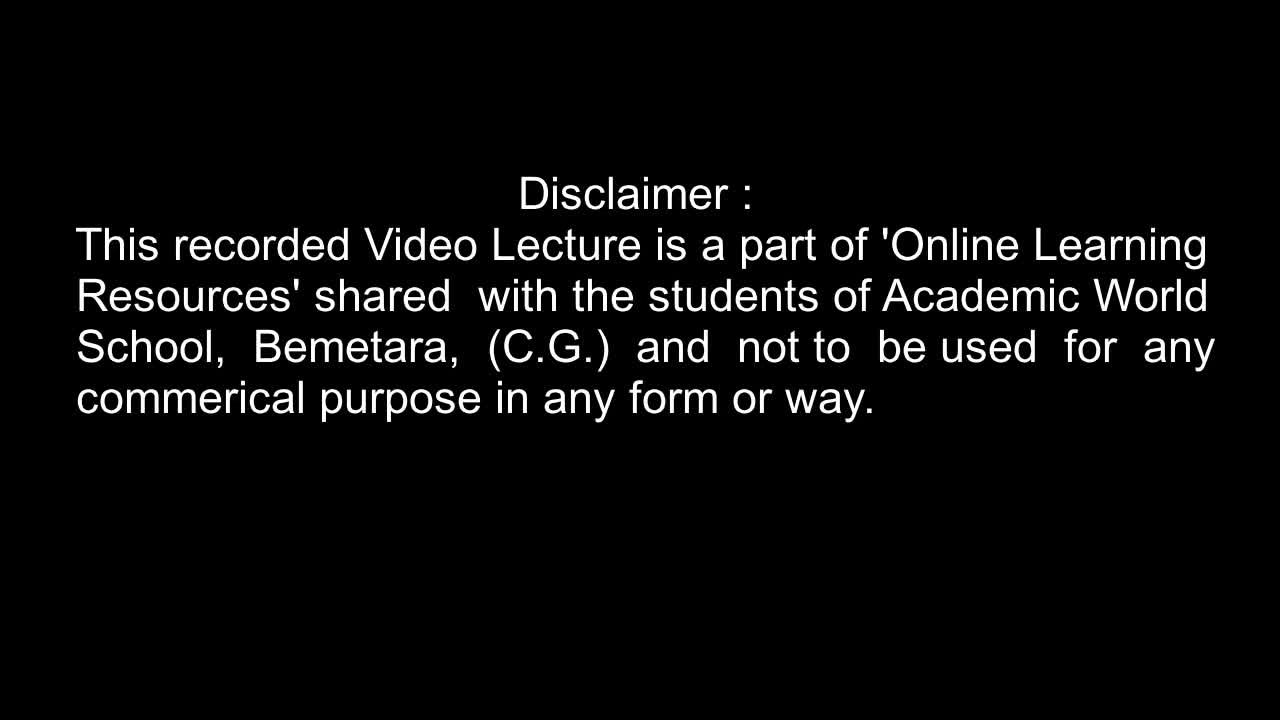 Disclaimer :
This recorded Video Lecture is a part of 'Online Learning
Resources' shared  with the students of Academic World
School,  Bemetara,  (C.G.)  and  not to  be used  for  any
commerical purpose in any form or way.